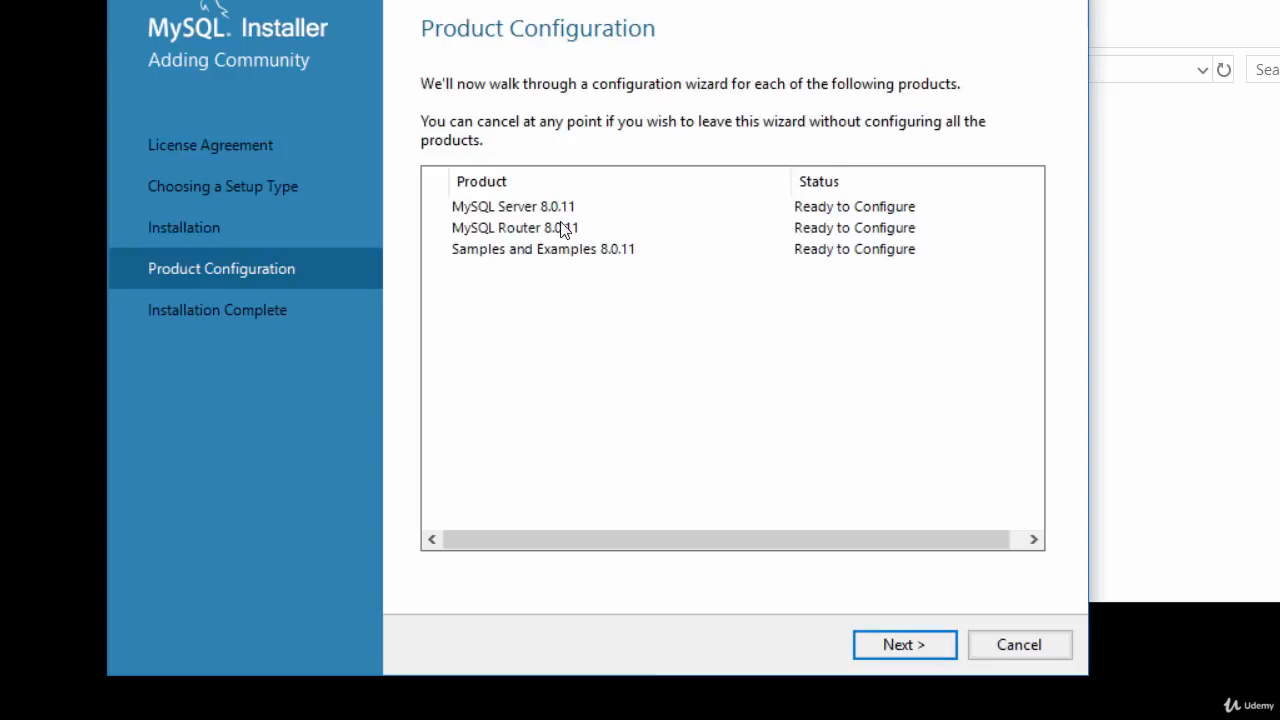 MySQL. Installer
Adding Community
License Agreement
Choosing a Setup Type
Installation
Product Configuration
Installation Complete
Product Configuration
We'll now walk through a configuration wizard for each of the following products.
You can cancel at any point if you wish to leave this wizard without configuring all the
products.
Product Status
MySQL Server 8.0.11 Ready to Configure
MySQL Router 8.0.11 Ready to Configure
Samples and Examples 8.0.11 Ready to Configure
Next >
Cancel
Sea
Udemy